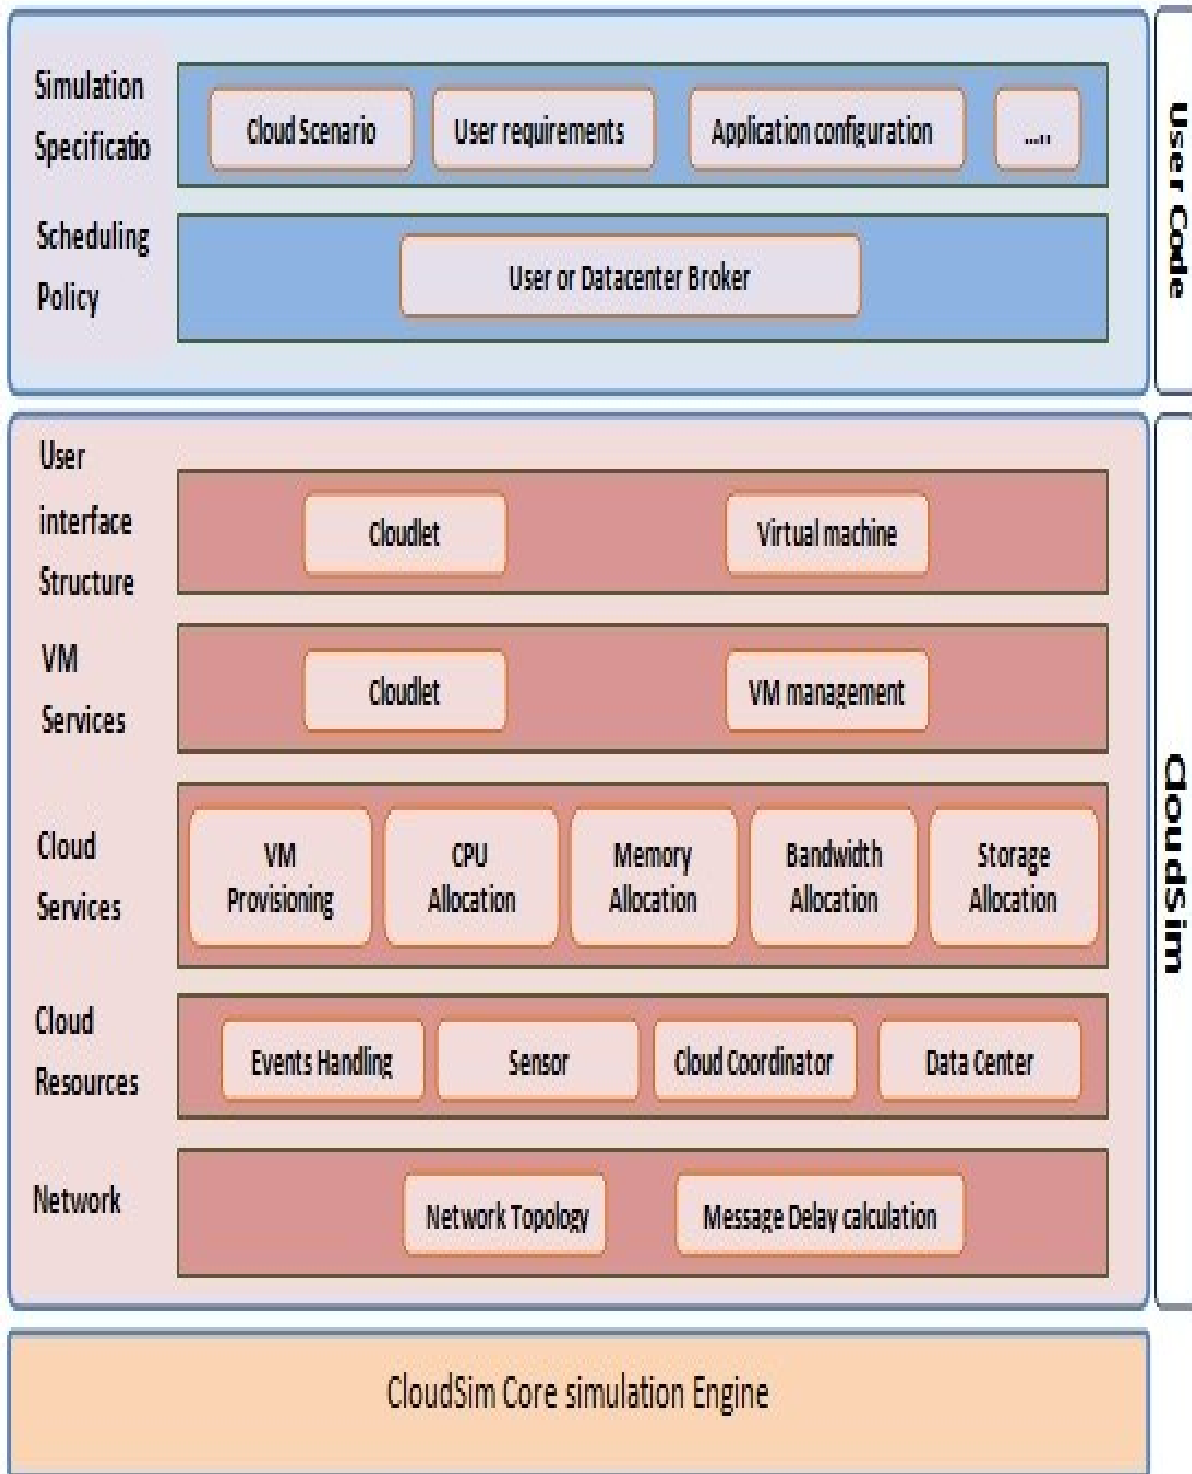 Simulation
Specificatio
Cloud Scenario
User requirements
Application configuration
.....
Scheduling
Policy
User or Datacenter Broker
User Code
User
interface
Structure
Cloudlet
Virtual machine
VM
Services
Cloudlet
VM management
Cloud
Services
VM
Provisioning
CPU
Allocation
Memory
Allocation
Bandwidth
Allocation
Storage
Allocation
Cloud
Resources
Events Handling
Sensor
Cloud Coordinator
Data Center
Network
Network Topology
Message Delay calculation
CloudSim
CloudSim Core simulation Engine